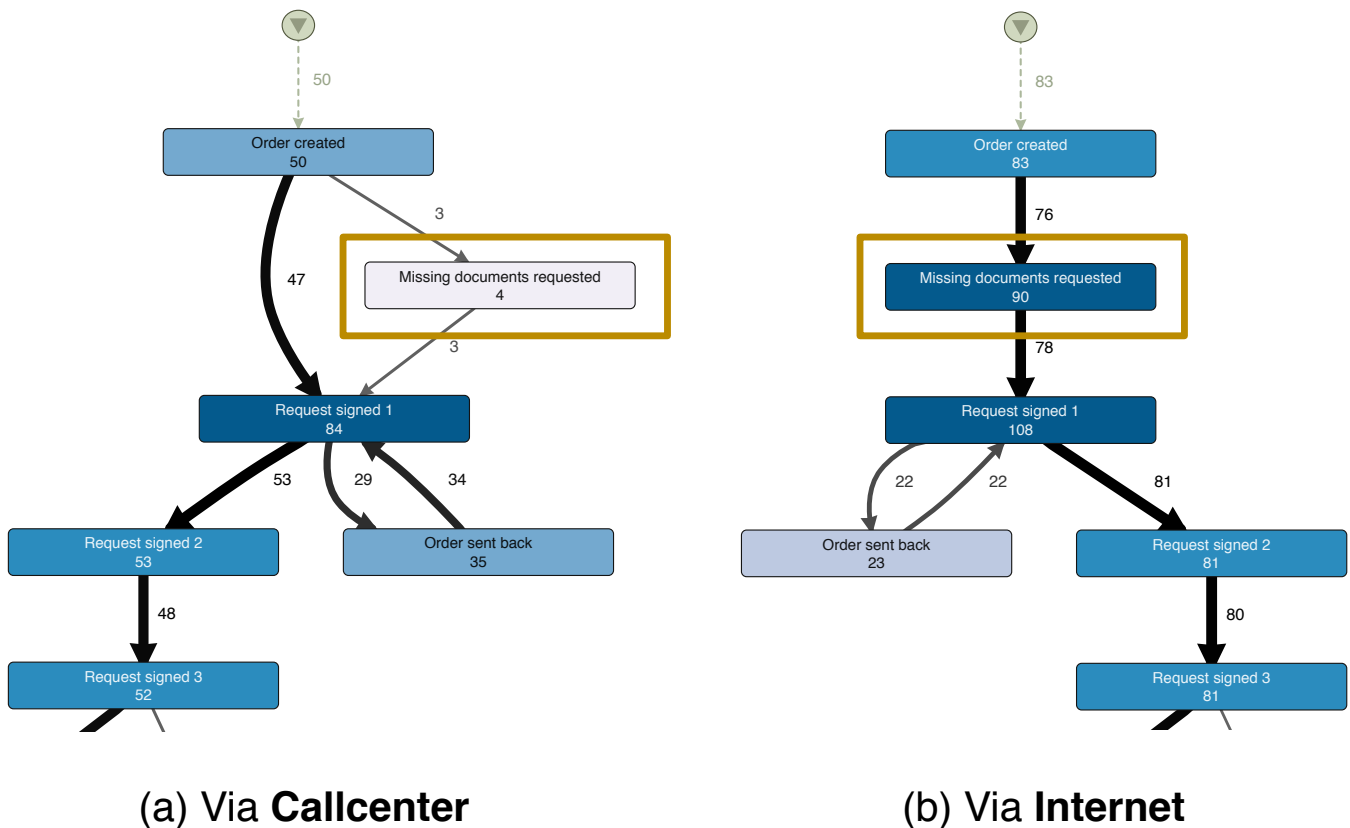 50
Order created
50
3
47
Missing documents requested
4
3
Request signed 1
84
53
29
34
Request signed 2
53
Order sent back
35
48
Request signed 3
52
(a) Via Callcenter
83
Order created
83
76
Missing documents requested
90
78
Request signed 1
108
22
22
81
Order sent back
23
Request signed 2
81
80
Request signed 3
81
(b) Via Internet